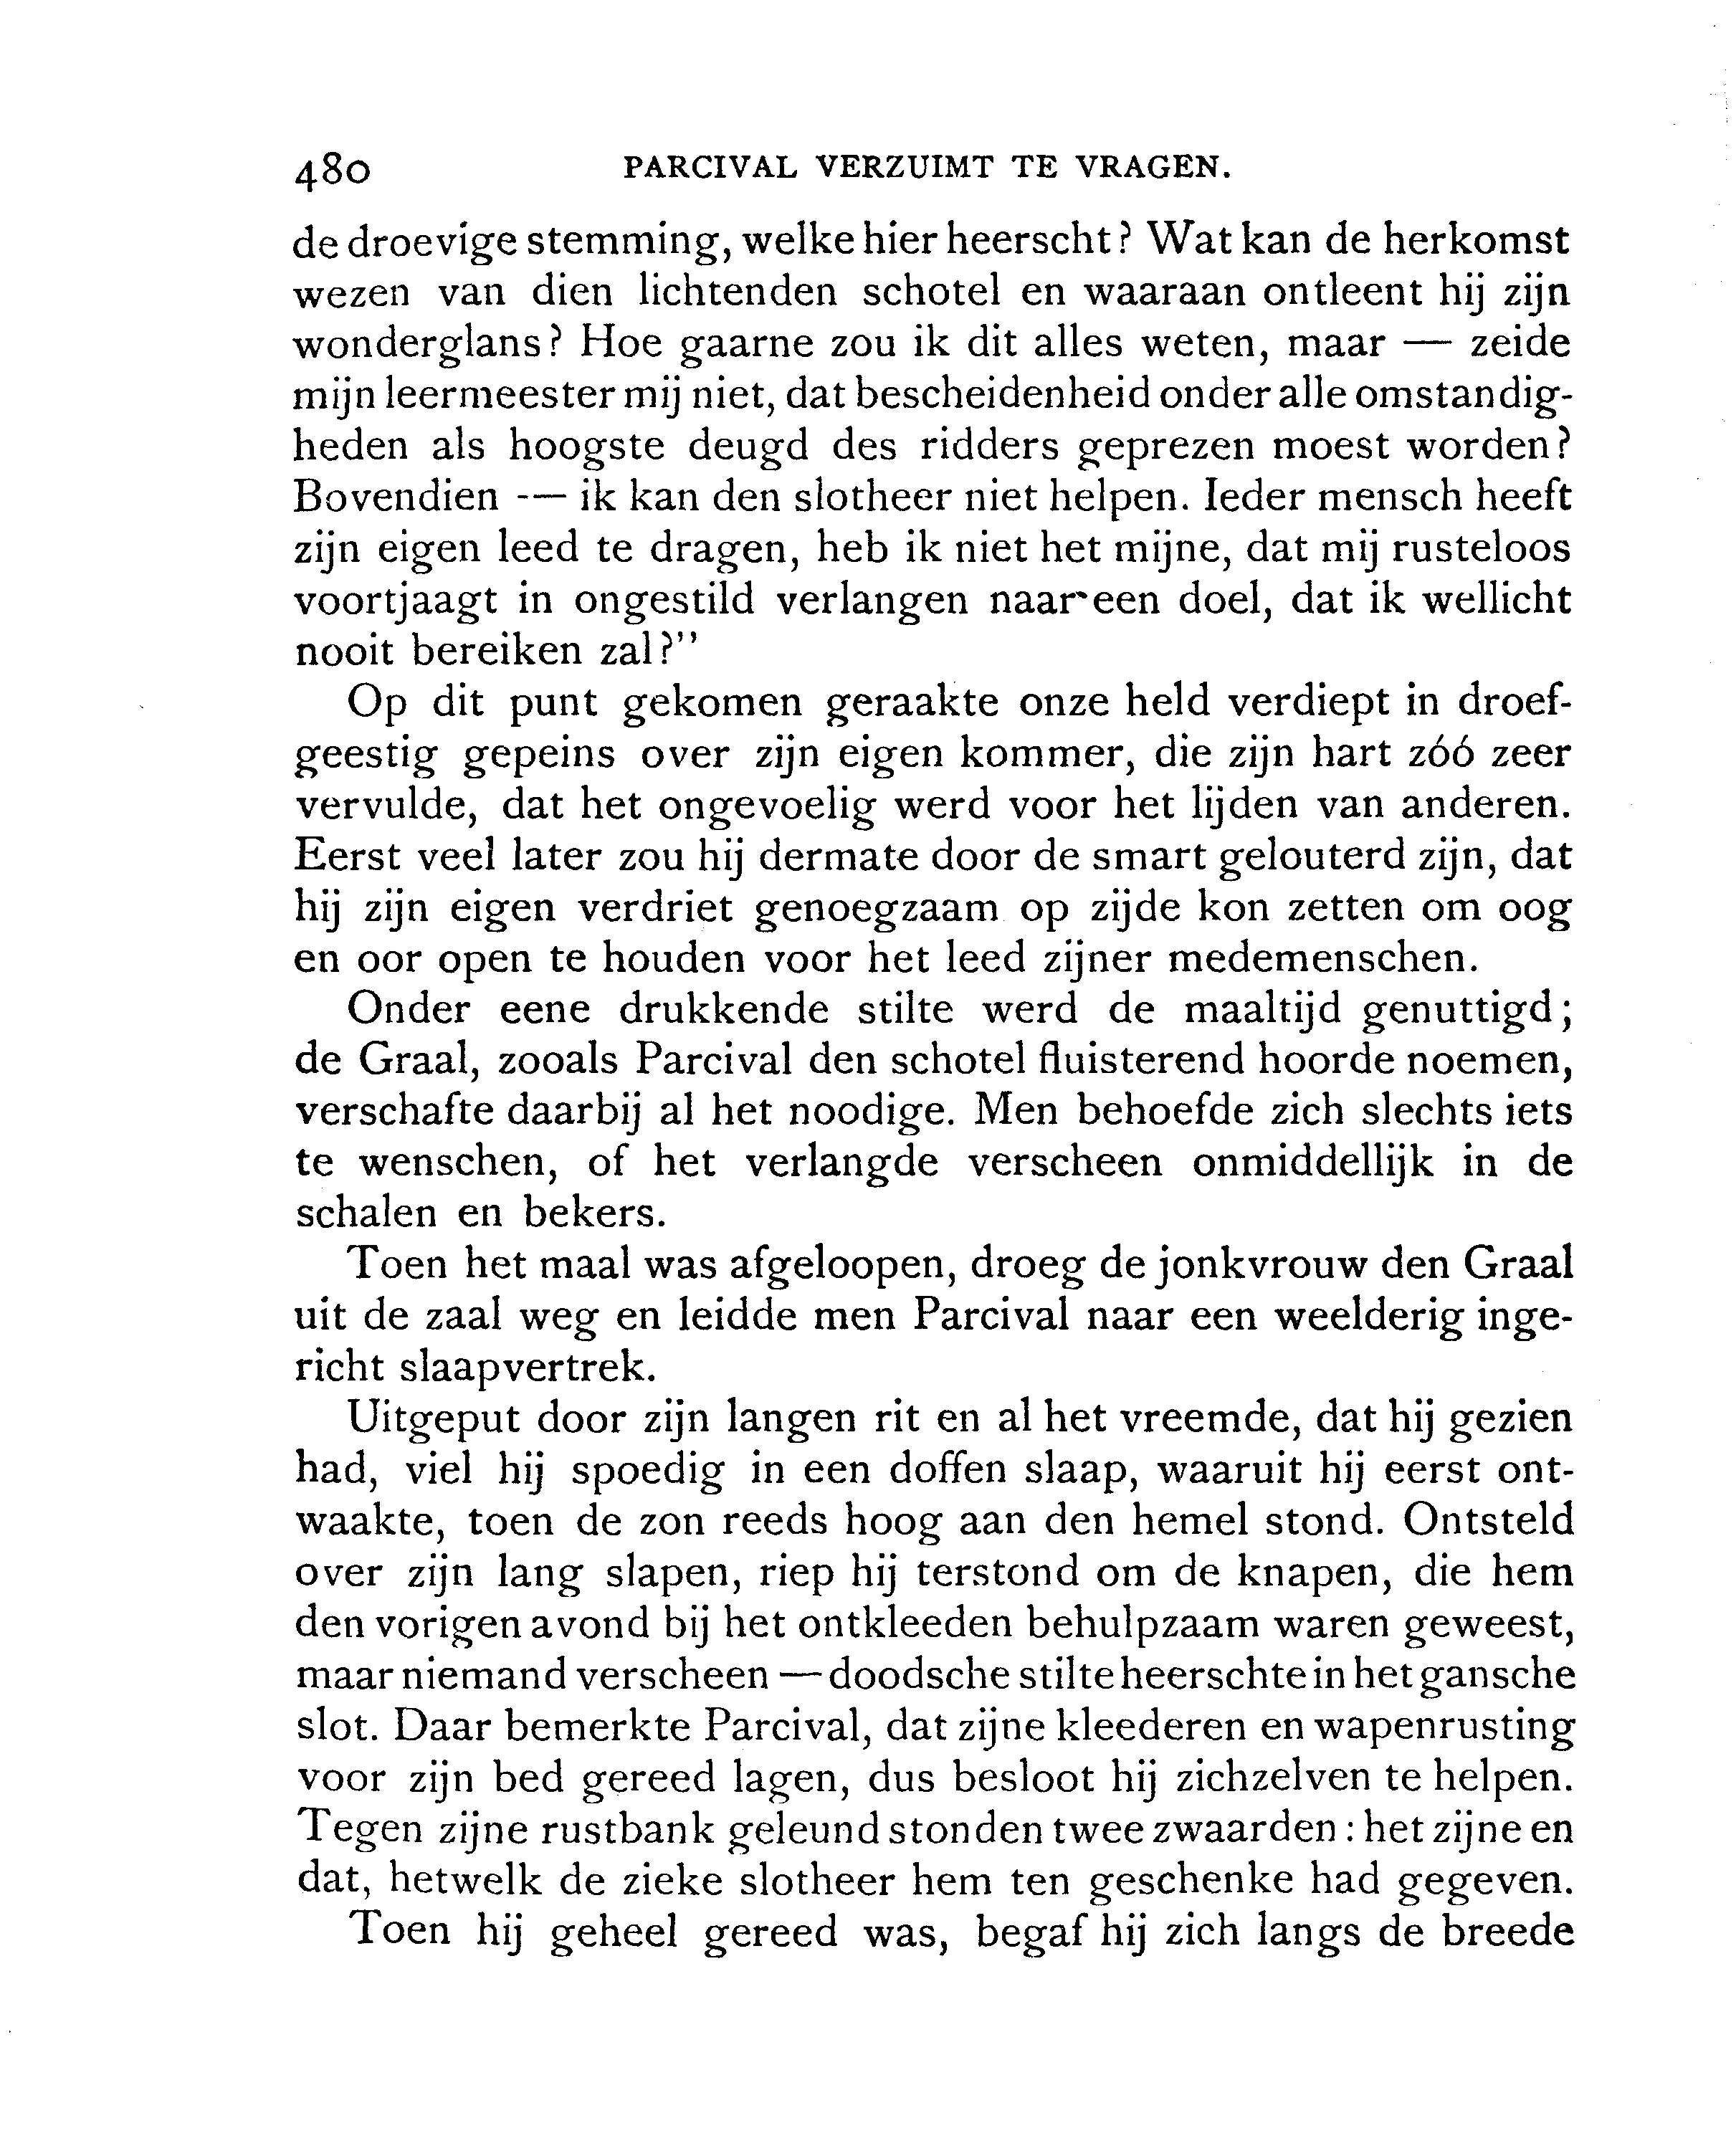 480 PARCIVAL VERZUIMT TE VRAGEN.
de droevige stemming, welke hier heerscht? Wat kan de herkomst
wezen van dien lichtenden schotel en waaraan ontleent hij zijn
wonderglans? Hoe gaarne zou ik dit alles weten, maar — zeide
mijn leermeester mij niet, dat bescheidenheid onder alle omstandig-
heden als hoogste deugd des ridders geprezen moest worden?
Bovendien — ik kan den slotheer niet helpen. Ieder mensch heeft
zijn eigen leed te dragen, heb ik niet het mijne, dat mij rusteloos
voortjaagt in ongestild verlangen naar een doel, dat ik wellicht
nooit bereiken zal?”
Op dit punt gekomen geraakte onze held verdiept in droef-
geestig gepeins over zijn eigen kommer, die zijn hart zóó zeer
vervulde, dat het ongevoelig werd voor het lijden van anderen.
Eerst veel later zou hij dermate door de smart gelouterd zijn, dat
hij zijn eigen verdriet genoegzaam op zijde kon zetten om oog
en oor open te houden voor het leed zijner medemenschen.
Onder eene drukkende stilte werd de maaltijd genuttigd;
de Graal, zooals Parcival den schotel fluisterend hoorde noemen,
verschafte daarbij al het noodige. Men behoefde zich slechts iets
te wenschen, of het verlangde verscheen onmiddellijk in de
schalen en bekers.
Toen het maal was afgeloopen, droeg de jonkvrouw den Graal
uit de zaal weg en leidde men Parcival naar een weelderig inge-
richt slaapvertrek.
Uitgeput door zijn langen rit en al het vreemde, dat hij gezien
had, viel hij spoedig in een doffen slaap, waaruit hij eerst ont-
waakte, toen de zon reeds hoog aan den hemel stond. Ontsteld
over zijn lang slapen, riep hij terstond om de knapen, die hem
den vorigen avond bij het ontkleeden behulpzaam waren geweest,
maar niemand verscheen — doodsche stilte heerschte in het gansche
slot. Daar bemerkte Parcival, dat zijne kleederen en wapenrusting
voor zijn bed gereed lagen, dus besloot hij zichzelven te helpen.
Tegen zijne rustbank geleund stonden twee zwaarden: het zijne en
dat, hetwelk de zieke slotheer hem ten geschenke had gegeven.
Toen hij geheel gereed was, begaf hij zich langs de breede